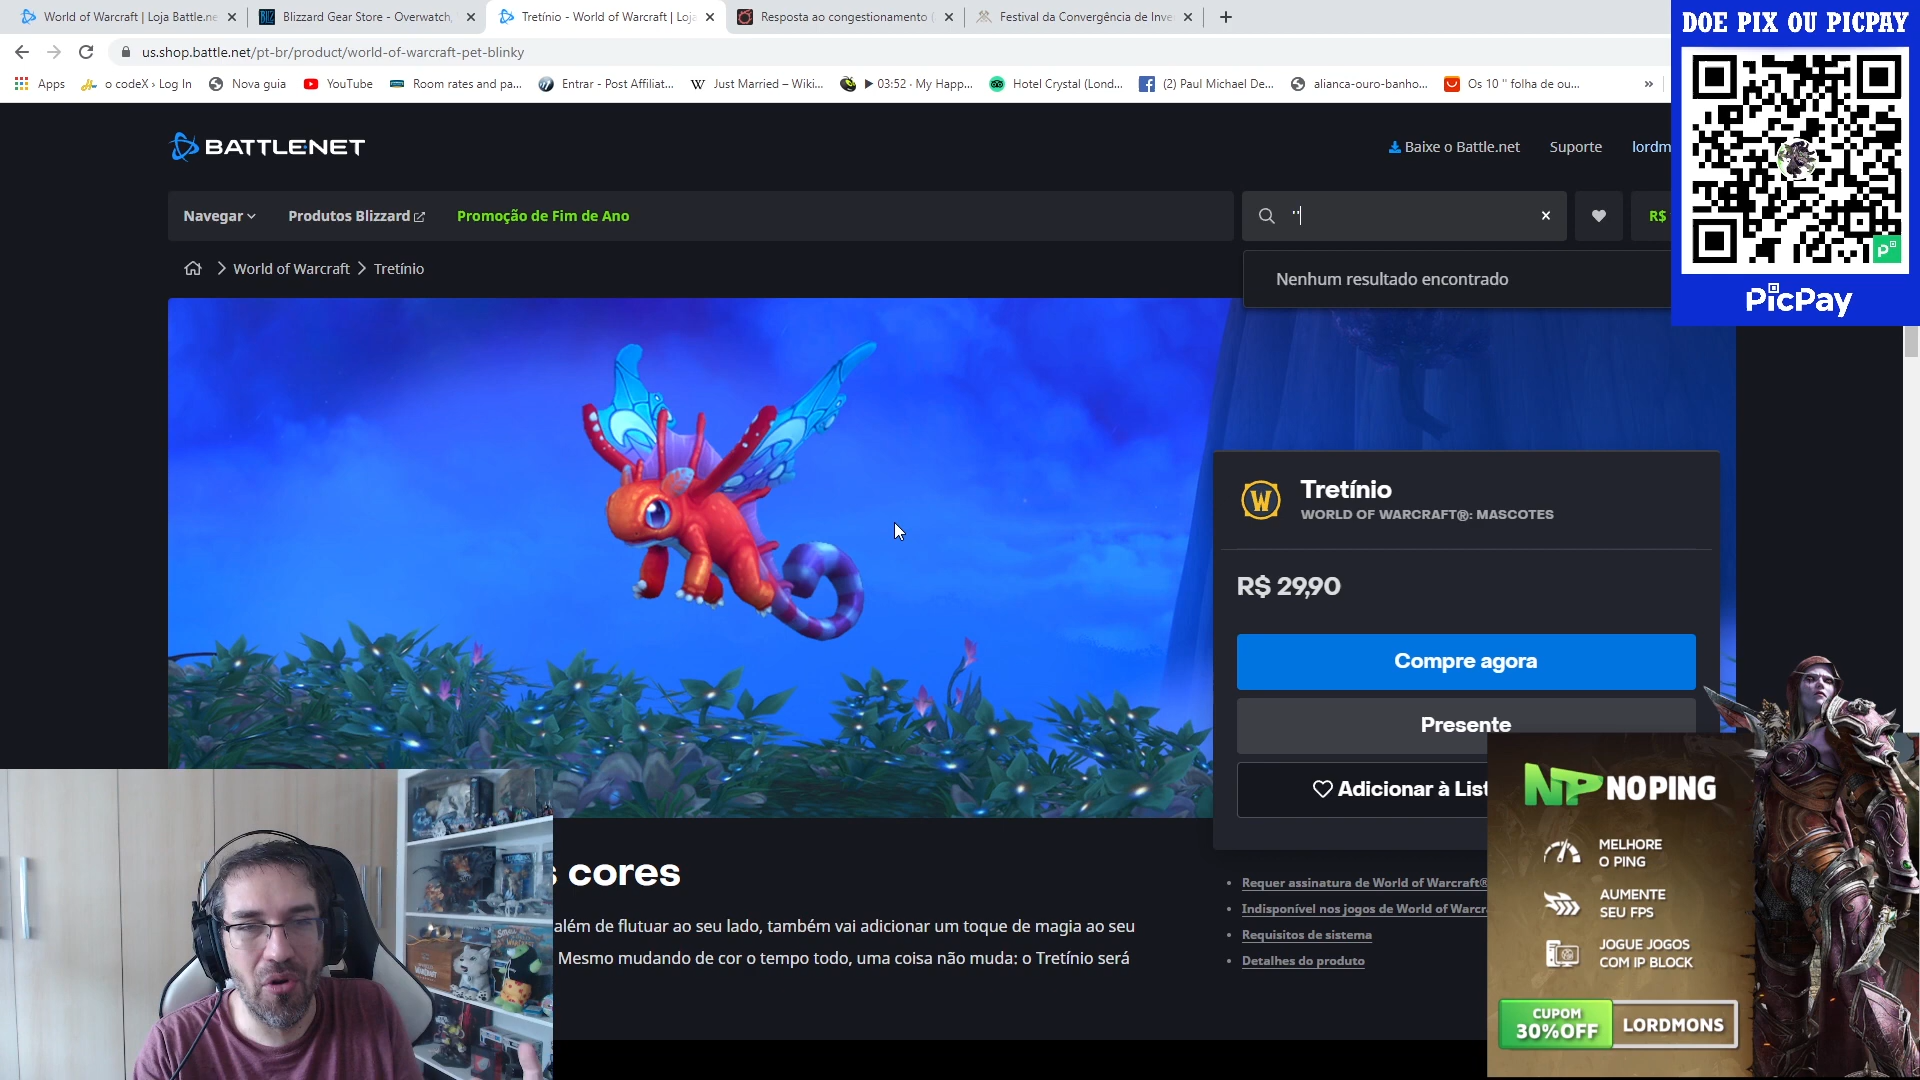 World of Warcraft | Loja Battle.ne
Blizzard Gear Store - Overwatch,
Tretínio - World of Warcraft | Loja
Resposta ao congestionamento (
Festival da Convergência de Inve
us.shop.battle.net/pt-br/product/world-of-warcraft-pet-blinky
Apps
o codeX › Log In
Nova guia
YouTube
Room rates and pa...
Entrar - Post Affiliat...
Just Married – Wiki...
▶ 03:52 - My Happ...
Hotel Crystal (Lond...
(2) Paul Michael De...
alianca-ouro-banho...
Os 10 " folha de ou...
»
DOE PIX OU PICPAY
PicPay
BATTLE.NET
Baixe o Battle.net
Suporte
lordm
Navegar
Produtos Blizzard
Promoção de Fim de Ano
''
R$
Nenhum resultado encontrado
World of Warcraft
Tretínio
W
Tretínio
WORLD OF WARCRAFT®: MASCOTES
R$ 29,90
Compre agora
Presente
Adicionar à List
s cores
além de flutuar ao seu lado, também vai adicionar um toque de magia ao seu
Mesmo mudando de cor o tempo todo, uma coisa não muda: o Tretínio será
Requer assinatura de World of Warcraft®
Indisponível nos jogos de World of Warcr
Requisitos de sistema
Detalhes do produto
NP NOPING
MELHORE
O PING
AUMENTE
SEU FPS
JOGUE JOGOS
COM IP BLOCK
CUPOM
30%OFF
LORDMONS